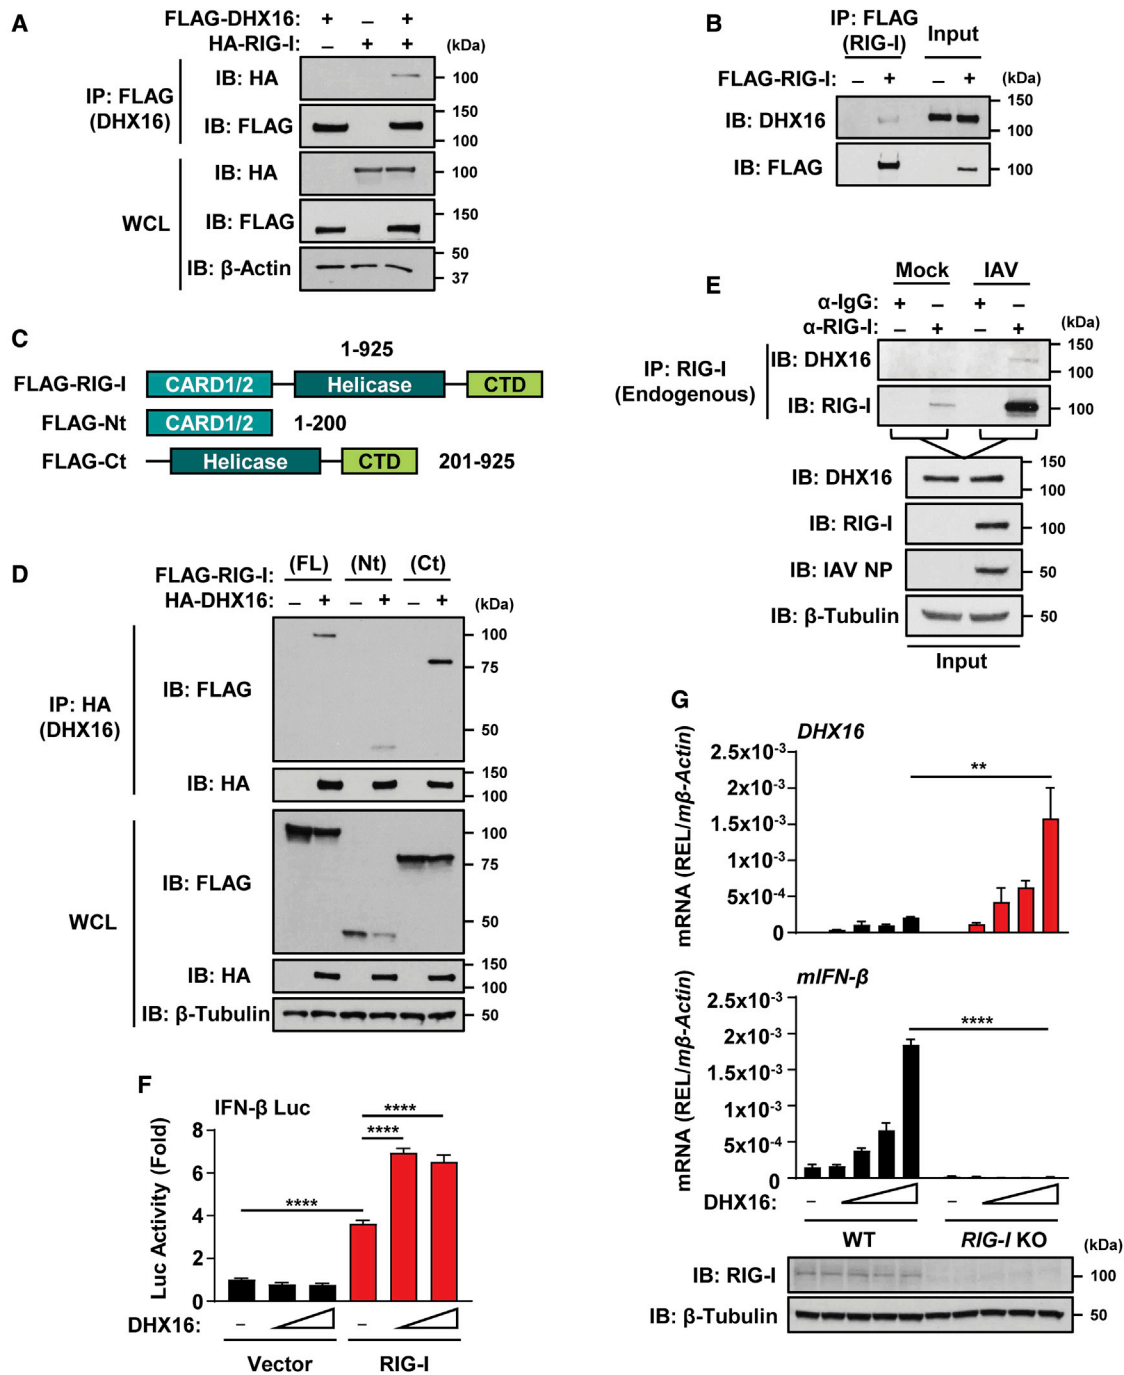 A
FLAG-DHX16: + – +
HA-RIG-I: – + + (kDa)
IP: FLAG (DHX16)
IB: HA 100
IB: FLAG 150 100
WCL
IB: HA 100
IB: FLAG 150
IB: β-Actin 50 37
B
IP: FLAG (RIG-I) Input
FLAG-RIG-I: – + – + (kDa)
IB: DHX16 150 100
IB: FLAG 100
C
1-925
FLAG-RIG-I CARD1/2 Helicase CTD
FLAG-Nt CARD1/2 1-200
FLAG-Ct Helicase CTD 201-925
D
FLAG-RIG-I: (FL) (Nt) (Ct)
HA-DHX16: – + – + – + (kDa)
IP: HA (DHX16)
IB: FLAG 100 75 50
IB: HA 150 100
WCL
IB: FLAG 100 75 50
IB: HA 150 100
IB: β-Tubulin 50
E
Mock IAV
α-IgG: + – + –
α-RIG-I: – + – + (kDa)
IP: RIG-I (Endogenous)
IB: DHX16 150 100
IB: RIG-I 100
IB: DHX16 150 100
IB: RIG-I 100
IB: IAV NP 50
IB: β-Tubulin 50
Input
F
IFN-β Luc
Luc Activity (Fold)
8
6
4
2
0
**** **** ****
DHX16: – –
Vector RIG-I
G
DHX16
mRNA (REL/mβ-Actin)
2.5x10-3
2x10-3
1.5x10-3
1x10-3
5x10-4
0
**
mIFN-β
mRNA (REL/mβ-Actin)
2.5x10-3
2x10-3
1.5x10-3
1x10-3
5x10-4
0
****
DHX16: – –
WT RIG-I KO (kDa)
IB: RIG-I 100
IB: β-Tubulin 50